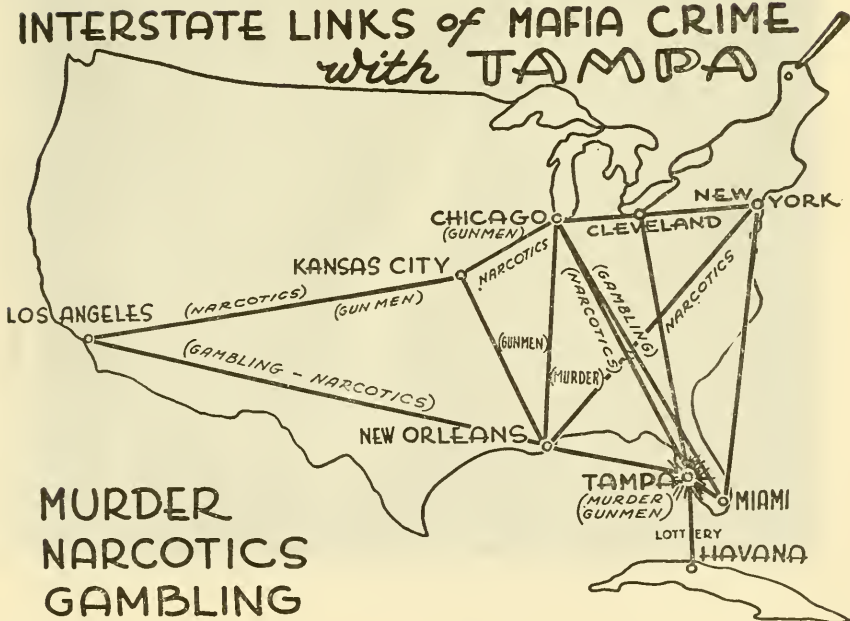 INTERSTATE LINKS of MAFIA CRIME
with TAMPA
NEW YORK
CHICAGO
(GUNMEN)
CLEVELAND
KANSAS CITY
NARCOTICS
(NARCOTICS)
(GAMBLING)
NARCOTICS
LOS ANGELES
(NARCOTICS)
(GUNMEN)
(GUNMEN)
(GAMBLING - NARCOTICS)
(MURDER)
NEW ORLEANS
TAMPA
(MURDER
GUNMEN)
MIAMI
LOTTERY
HAVANA
MURDER
NARCOTICS
GAMBLING